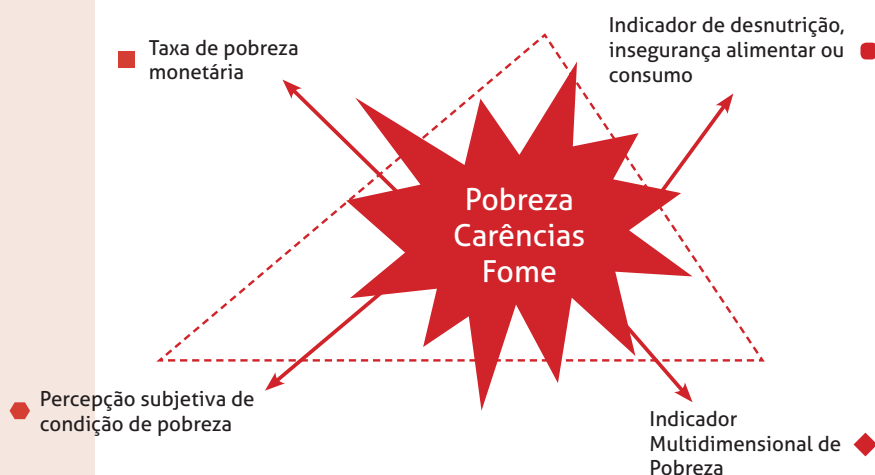 Taxa de pobreza
monetária
Indicador de desnutrição,
insegurança alimentar ou
consumo
Pobreza
Carências
Fome
Percepção subjetiva de
condição de pobreza
Indicador
Multidimensional de
Pobreza